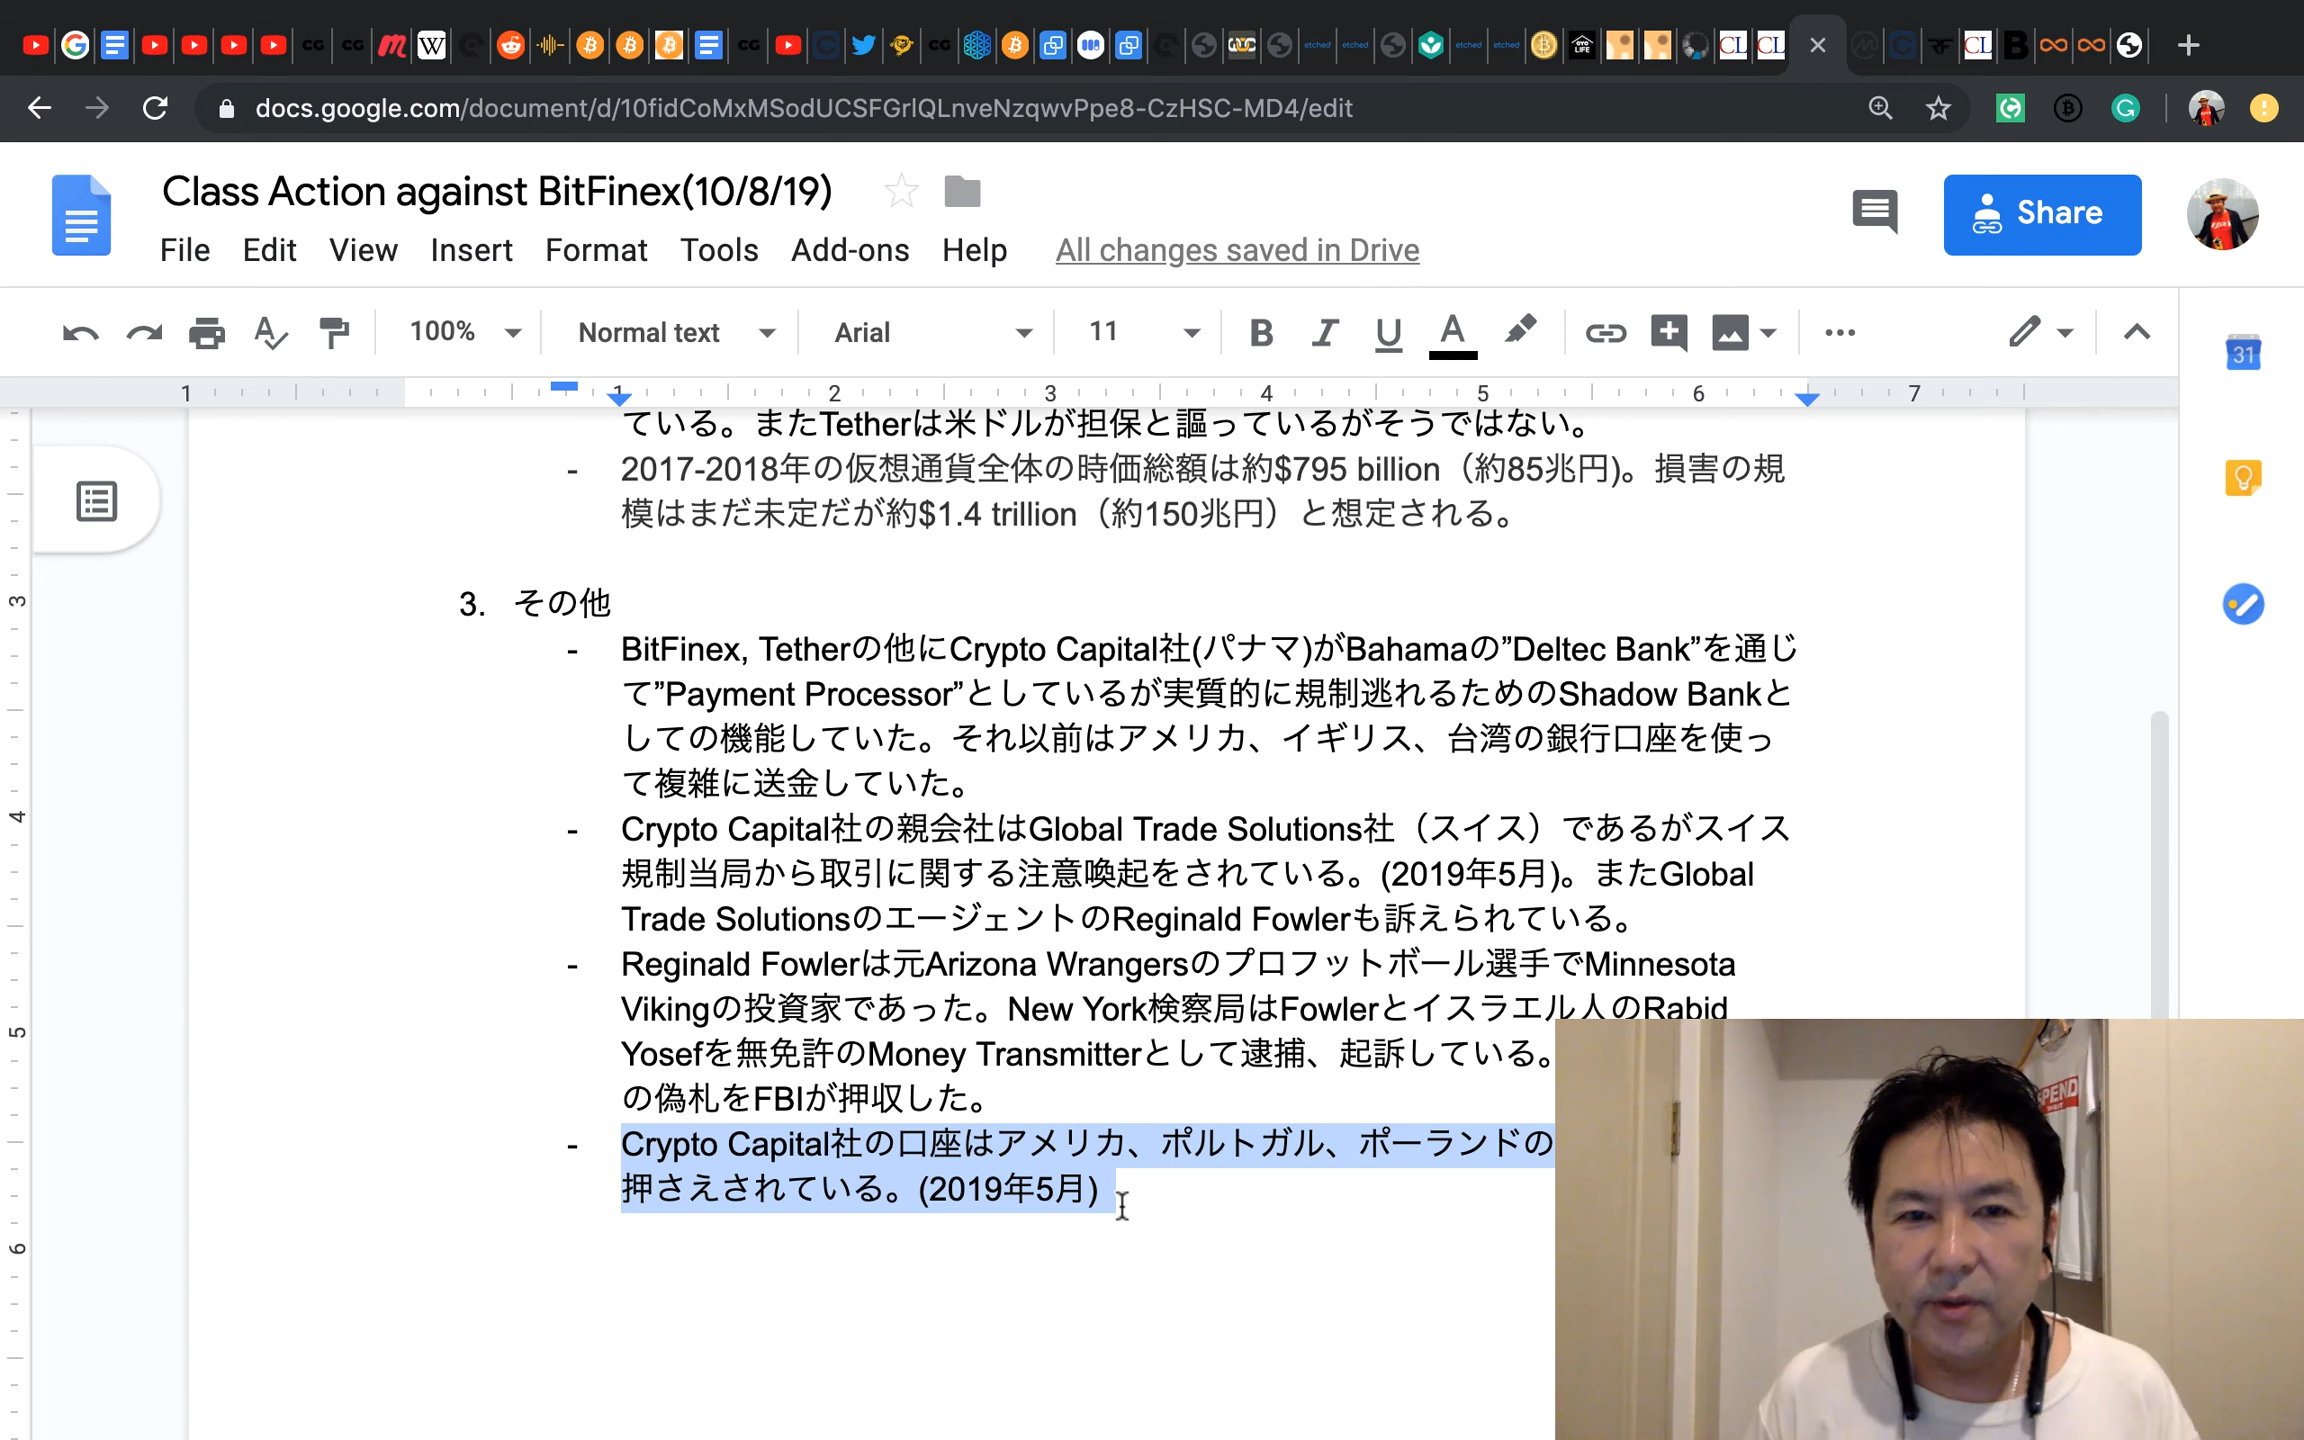 docs.google.com/document/d/10fidCoMxMSodUCSFGrlQLnveNzqwvPpe8-CzHSC-MD4/edit
Class Action against BitFinex(10/8/19)
Share
File Edit View Insert Format Tools Add-ons Help All changes saved in Drive
100% Normal text Arial 11 B I U A
31
1 1 2 3 4 5 6 7
ている。またTetherは米ドルが担保と謳っているがそうではない。
- 2017-2018年の仮想通貨全体の時価総額は約$795 billion（約85兆円)。損害の規
模はまだ未定だが約$1.4 trillion（約150兆円）と想定される。
3. その他
- BitFinex, Tetherの他にCrypto Capital社(パナマ)がBahamaの”Deltec Bank”を通じ
て”Payment Processor”としているが実質的に規制逃れるためのShadow Bankと
しての機能していた。それ以前はアメリカ、イギリス、台湾の銀行口座を使っ
て複雑に送金していた。
- Crypto Capital社の親会社はGlobal Trade Solutions社（スイス）であるがスイス
規制当局から取引に関する注意喚起をされている。(2019年5月)。またGlobal
Trade SolutionsのエージェントのReginald Fowlerも訴えられている。
- Reginald Fowlerは元Arizona Wrangersのプロフットボール選手でMinnesota
Vikingの投資家であった。New York検察局はFowlerとイスラエル人のRabid
Yosefを無免許のMoney Transmitterとして逮捕、起訴している。
の偽札をFBIが押収した。
- Crypto Capital社の口座はアメリカ、ポルトガル、ポーランドの
押さえされている。(2019年5月)
3
4
5
6